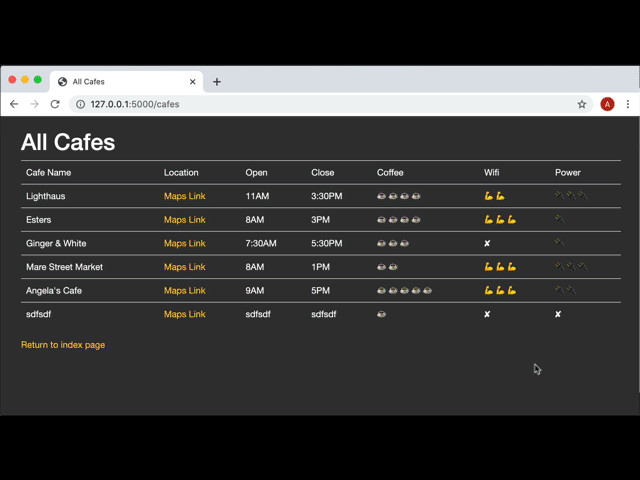 All Cafes
127.0.0.1:5000/cafes
A
All Cafes
Cafe Name Location Open Close Coffee Wifi Power
Lighthaus Maps Link 11AM 3:30PM ☕☕☕☕ 💪💪 🔌🔌🔌
Esters Maps Link 8AM 3PM ☕☕☕☕ 💪💪💪 🔌
Ginger & White Maps Link 7:30AM 5:30PM ☕☕☕ ✘ 🔌
Mare Street Market Maps Link 8AM 1PM ☕☕ 💪💪💪 🔌🔌🔌
Angela's Cafe Maps Link 9AM 5PM ☕☕☕☕☕ 💪💪💪 🔌🔌
sdfsdf Maps Link sdfsdf sdfsdf ☕ ✘ ✘
Return to index page